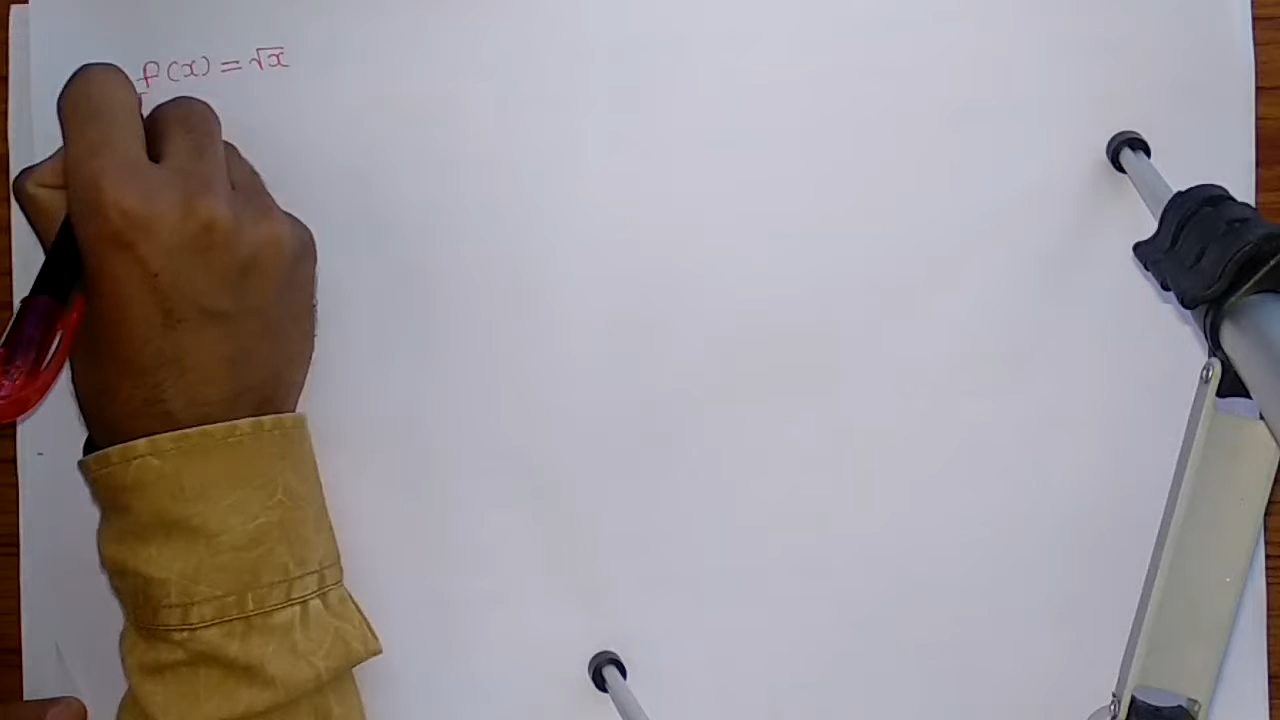 f(x) = √x